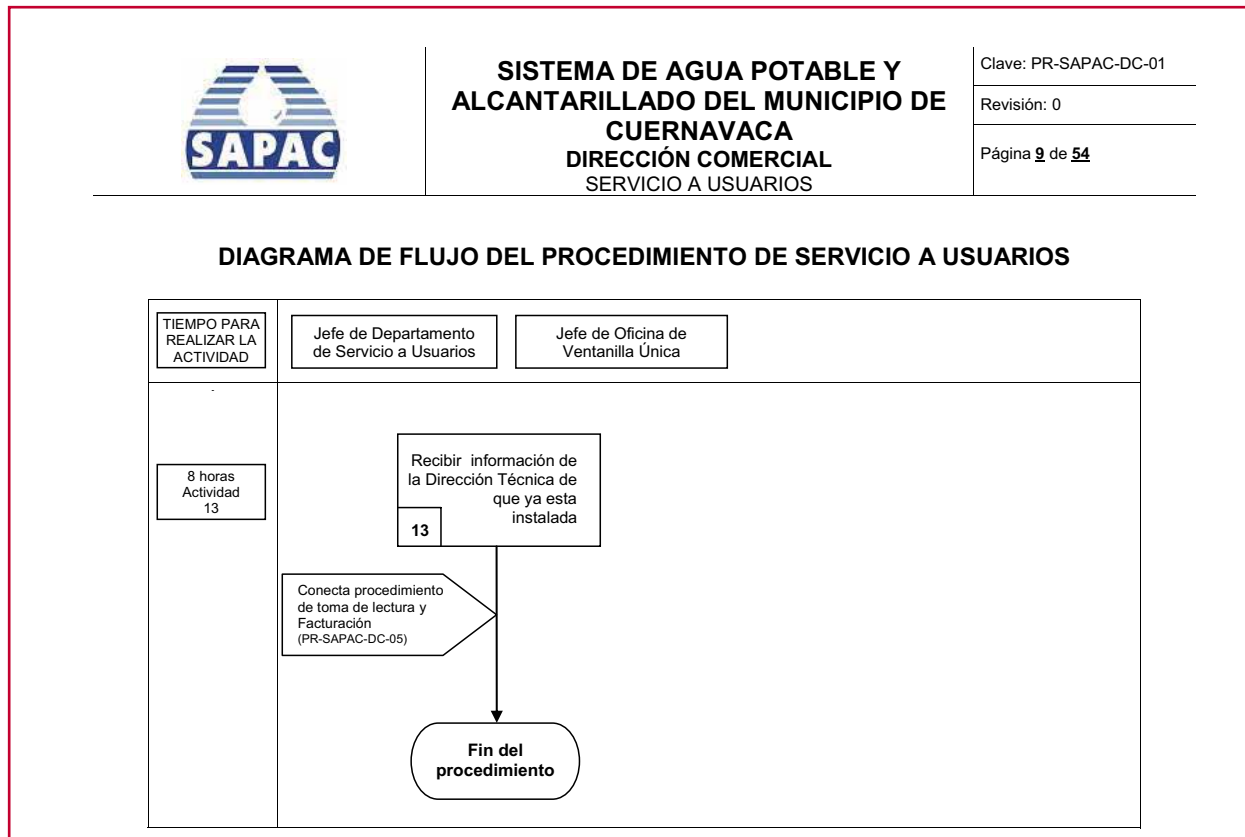 SAPAC
SISTEMA DE AGUA POTABLE Y
ALCANTARILLADO DEL MUNICIPIO DE
CUERNAVACA
DIRECCIÓN COMERCIAL
SERVICIO A USUARIOS
Clave: PR-SAPAC-DC-01
Revisión: 0
Página 9 de 54
DIAGRAMA DE FLUJO DEL PROCEDIMIENTO DE SERVICIO A USUARIOS
TIEMPO PARA
REALIZAR LA
ACTIVIDAD
Jefe de Departamento
de Servicio a Usuarios
Jefe de Oficina de
Ventanilla Única
8 horas
Actividad
13
Recibir información de
la Dirección Técnica de
que ya esta
instalada
13
Conecta procedimiento
de toma de lectura y
Facturación
(PR-SAPAC-DC-05)
Fin del
procedimiento